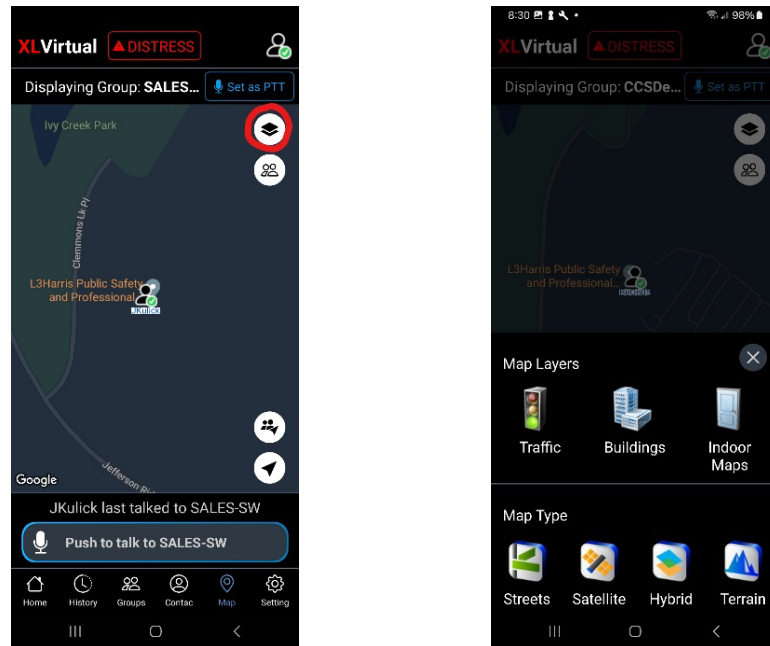 XLVirtual DISTRESS
Displaying Group: SALES... Set as PTT
Ivy Creek Park
Clemmons Lk Pl
L3Harris Public Safety
and Professional
JKulick
Jefferson Ri
Google
JKulick last talked to SALES-SW
Push to talk to SALES-SW
Home History Groups Contac Map Setting
8:30 98%
XLVirtual DISTRESS
Displaying Group: CCSDe... Set as PTT
L3Harris Public Safety
and Professional...
Map Layers
Traffic Buildings Indoor
Maps
Map Type
Streets Satellite Hybrid Terrain